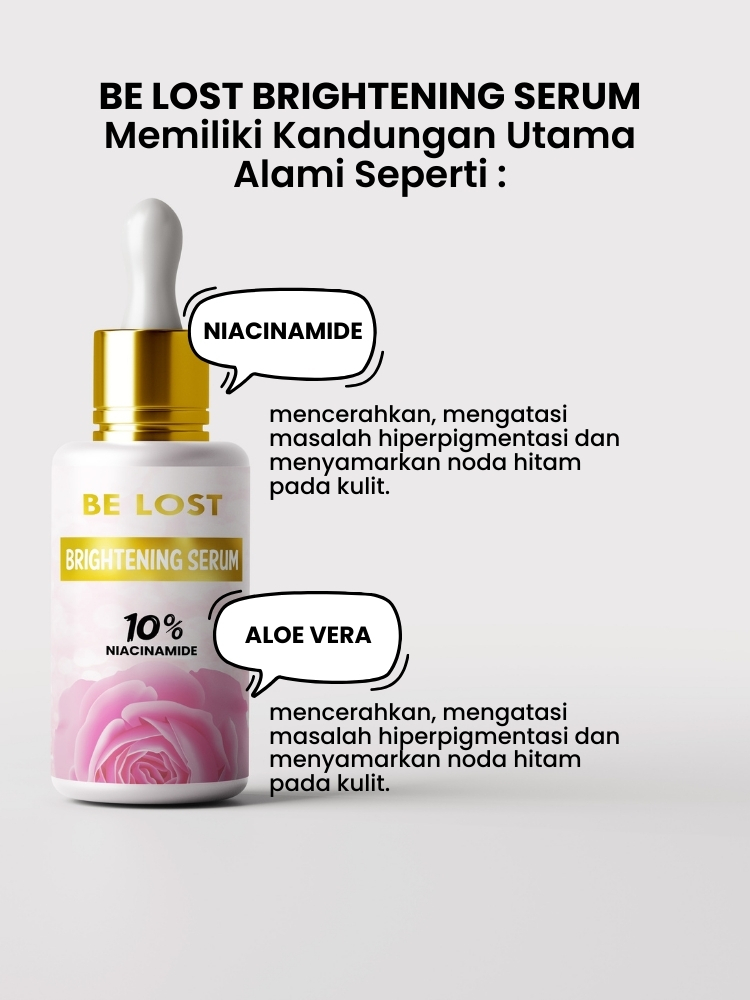 BE LOST BRIGHTENING SERUM
Memiliki Kandungan Utama
Alami Seperti :
NIACINAMIDE
mencerahkan, mengatasi
masalah hiperpigmentasi dan
menyamarkan noda hitam
pada kulit.
BE LOST
BRIGHTENING SERUM
10%
NIACINAMIDE
ALOE VERA
mencerahkan, mengatasi
masalah hiperpigmentasi dan
menyamarkan noda hitam
pada kulit.